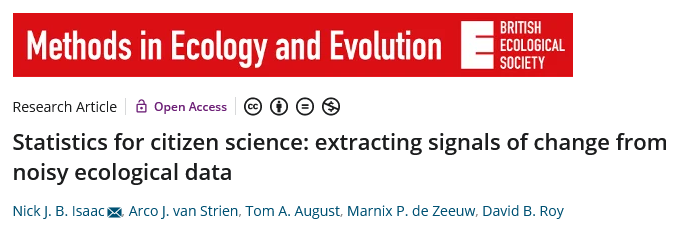 Methods in Ecology and Evolution
BRITISH
ECOLOGICAL
SOCIETY
Research Article Open Access cc
Statistics for citizen science: extracting signals of change from
noisy ecological data
Nick J. B. Isaac, Arco J. van Strien, Tom A. August, Marnix P. de Zeeuw, David B. Roy